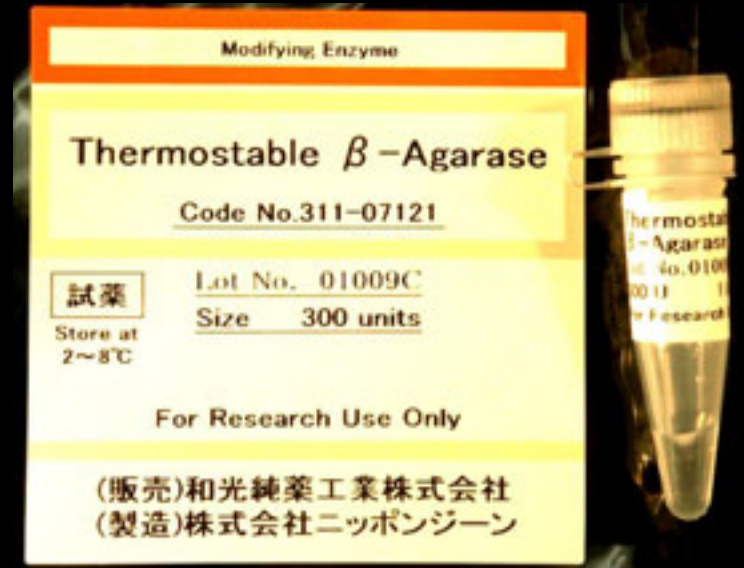 Modifying Enzyme
Thermostable β-Agarase
Code No.311-07121
試薬
Store at
2~8℃
Lot No. 01009C
Size 300 units
For Research Use Only
(販売)和光純薬工業株式会社
(製造)株式会社ニッポンジーン
β-Agarase